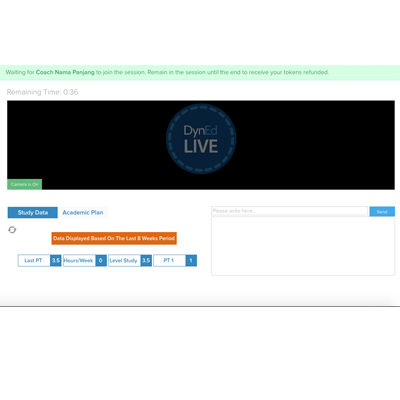 Waiting for Coach Nama Panjang to join the session. Remain in the session until the end to receive your tokens refunded.
Remaining Time: 0:36
DynEd
LIVE
Camera is On
Study Data Academic Plan
Please write here...
Send
Data Displayed Based On The Last 8 Weeks Period
Last PT 3.5 Hours/Week 0 Level Study 3.5 PT 1 1